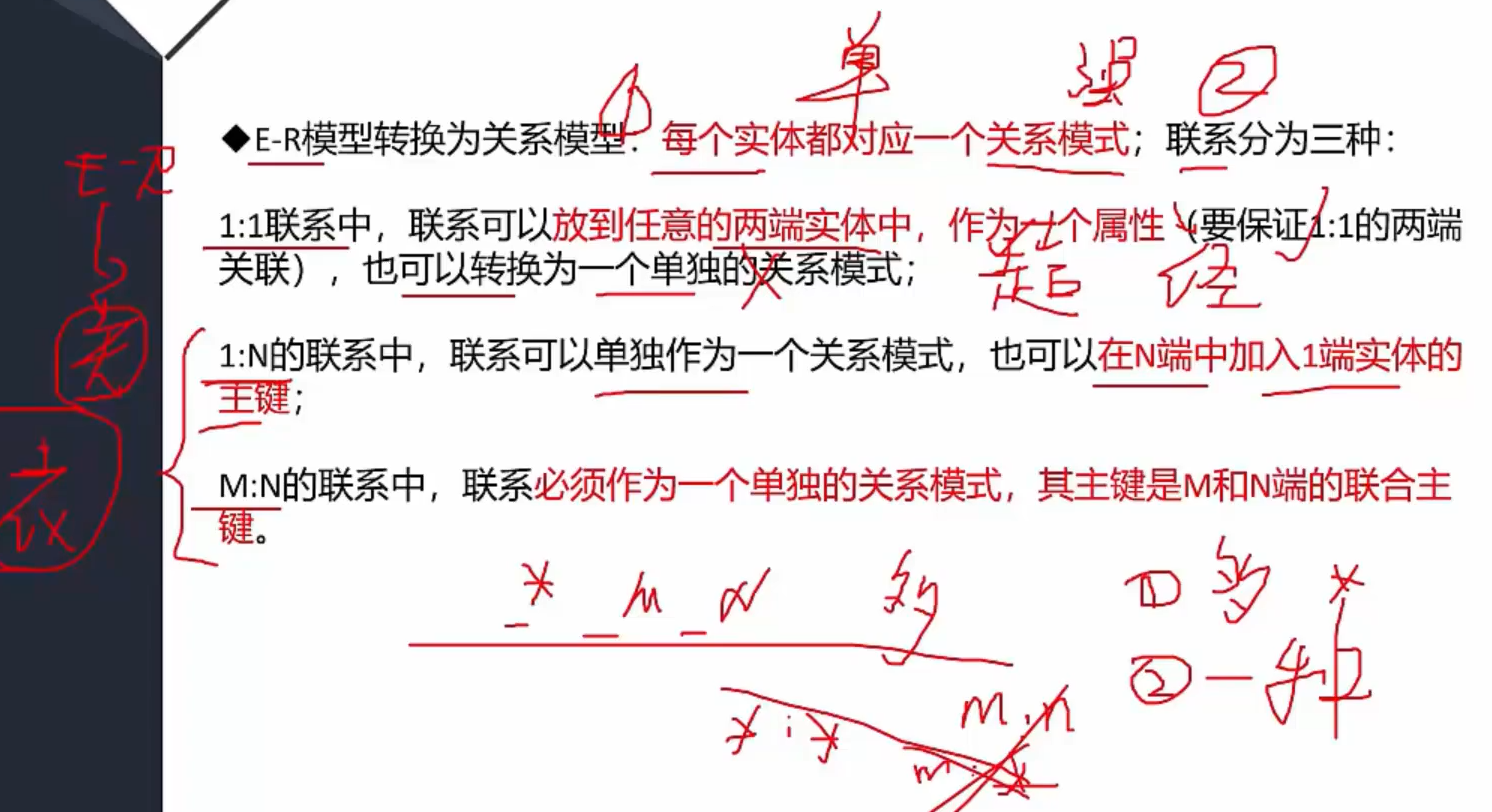 单 误 ②
①
◆E-R模型转换为关系模型：每个实体都对应一个关系模式；联系分为三种：
E-R
1:1联系中，联系可以放到任意的两端实体中，作为一个属性（要保证1:1的两端
关联），也可以转换为一个单独的关系模式；
超 经
关
1:N的联系中，联系可以单独作为一个关系模式，也可以在N端中加入1端实体的
主键；
M:N的联系中，联系必须作为一个单独的关系模式，其主键是M和N端的联合主
键。
* M N 多
① 多 *
② 一种
*:* m:n
m:*